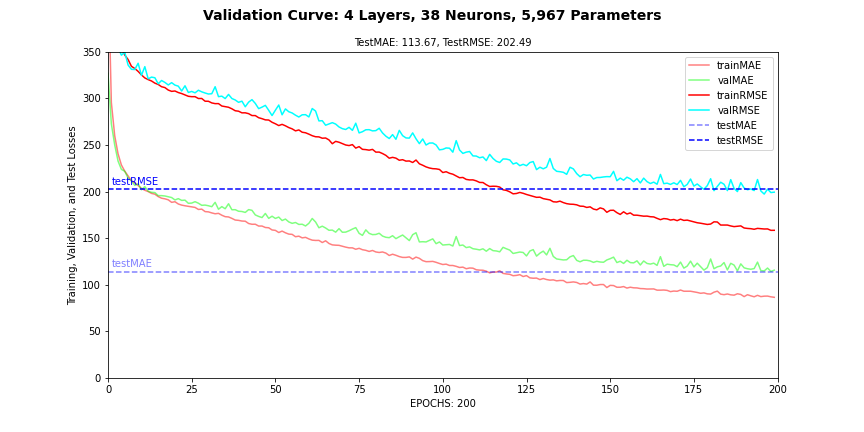 Validation Curve: 4 Layers, 38 Neurons, 5,967 Parameters
TestMAE: 113.67, TestRMSE: 202.49
Training, Validation, and Test Losses
350
300
250
200
150
100
50
0
trainMAE
valMAE
trainRMSE
valRMSE
testMAE
testRMSE
testRMSE
testMAE
0 25 50 75 100 125 150 175 200
EPOCHS: 200